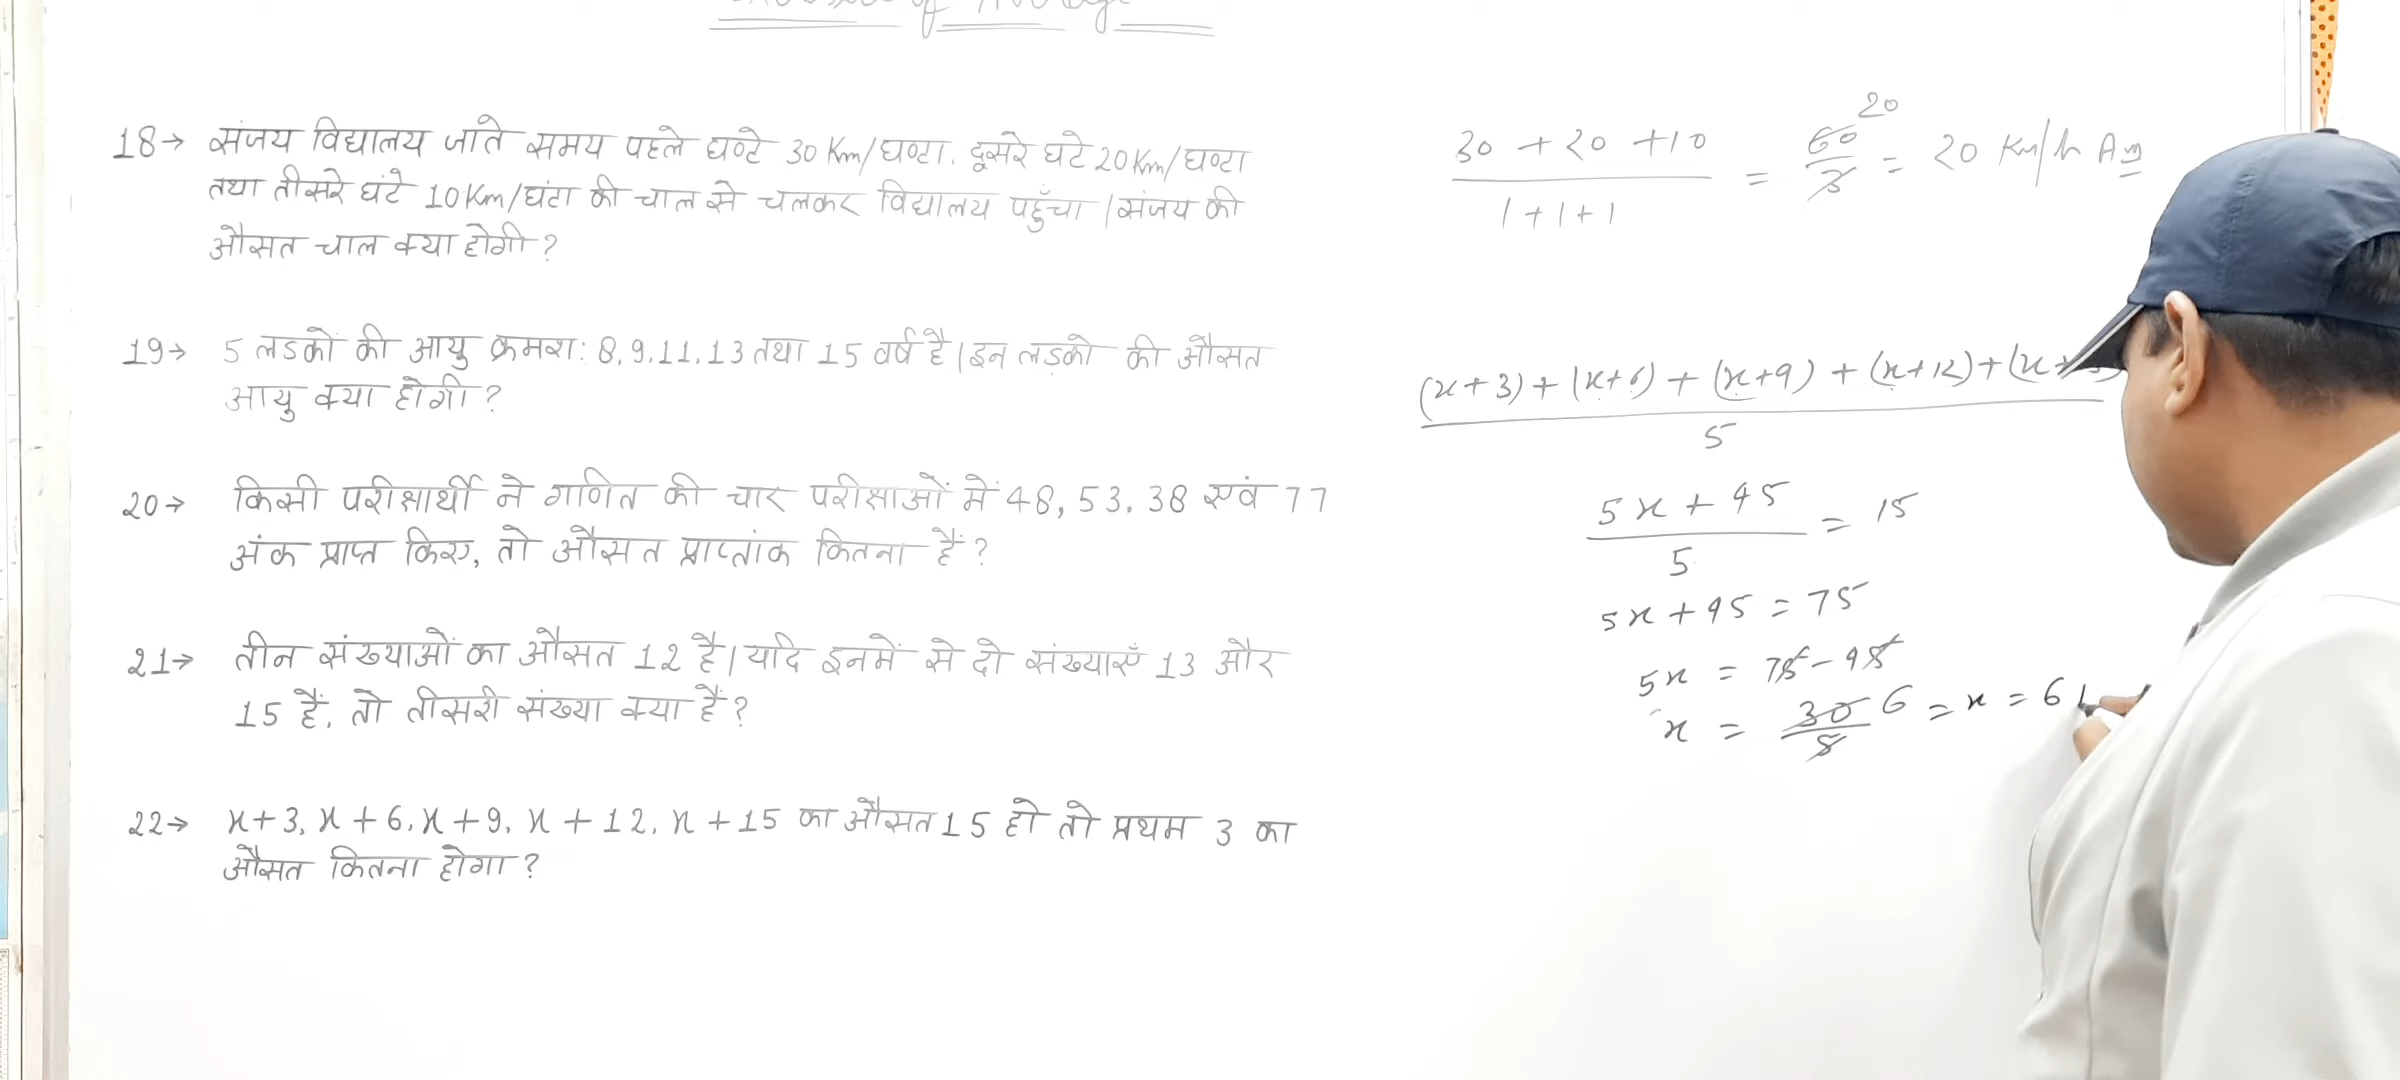 18→ संजय विद्यालय जाते समय पहले घण्टे 30 Km/घण्टा, दूसरे घंटे 20 Km/घण्टा
तथा तीसरे घंटे 10 Km/घंटा की चाल से चलकर विद्यालय पहुँचा। संजय की
औसत चाल क्या होगी?
19→ 5 लडकों की आयु क्रमश: 8, 9, 11, 13 तथा 15 वर्ष है। इन लड़को की औसत
आयु क्या होगी?
20→ किसी परीक्षार्थी ने गणित की चार परीक्षाओं में 48, 53, 38 एवं 77
अंक प्राप्त किए, तो औसत प्राप्तांक कितना है?
21→ तीन संख्याओं का औसत 12 है। यदि इनमें से दो संख्याएँ 13 और
15 हैं, तो तीसरी संख्या क्या है?
22→ x+3, x+6, x+9, x+12, x+15 का औसत 15 हो तो प्रथम 3 का
औसत कितना होगा?
30 + 20 + 10
1 + 1 + 1
= 60/3 20 = 20 Km/h Ans
(x+3) + (x+6) + (x+9) + (x+12) + (x+
5
5x + 45
5
= 15
5x + 45 = 75
5x = 75 - 45
x = 30/5 6 = x = 6